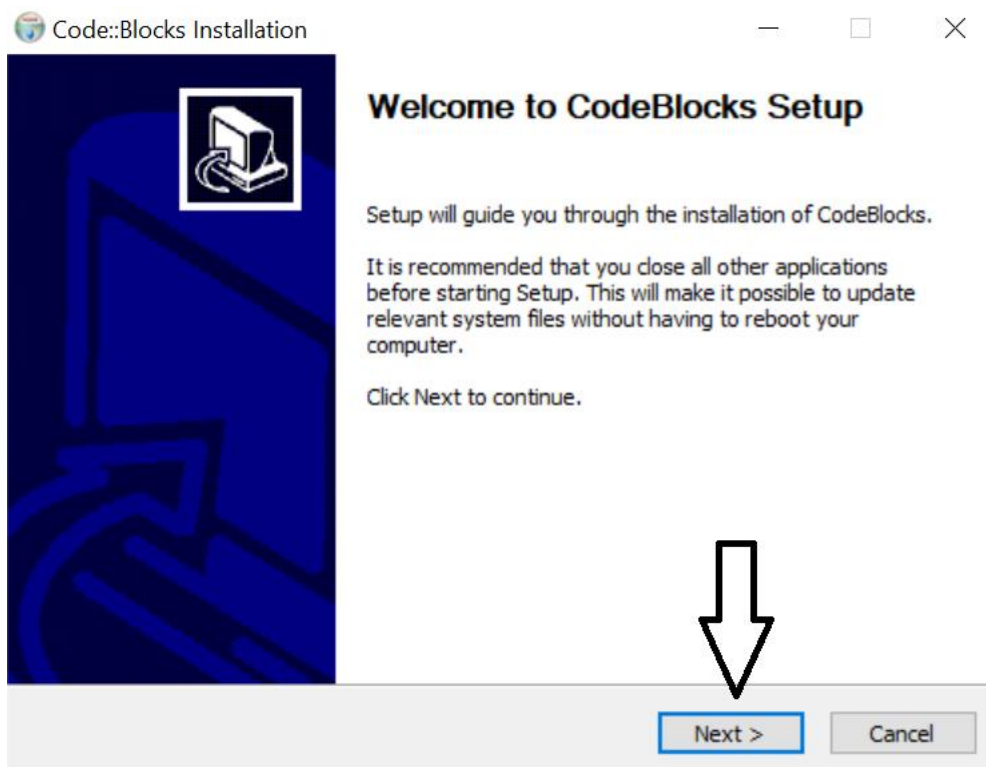 Code::Blocks Installation
Welcome to CodeBlocks Setup
Setup will guide you through the installation of CodeBlocks.
It is recommended that you close all other applications
before starting Setup. This will make it possible to update
relevant system files without having to reboot your
computer.
Click Next to continue.
Next >
Cancel